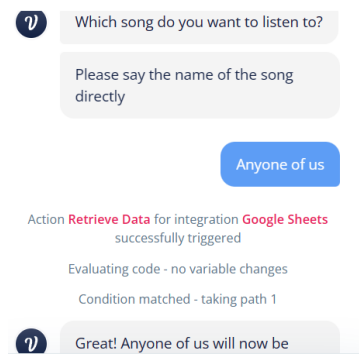 Which song do you want to listen to?
Please say the name of the song
directly
Anyone of us
Action Retrieve Data for integration Google Sheets
successfully triggered
Evaluating code - no variable changes
Condition matched - taking path 1
Great! Anyone of us will now be